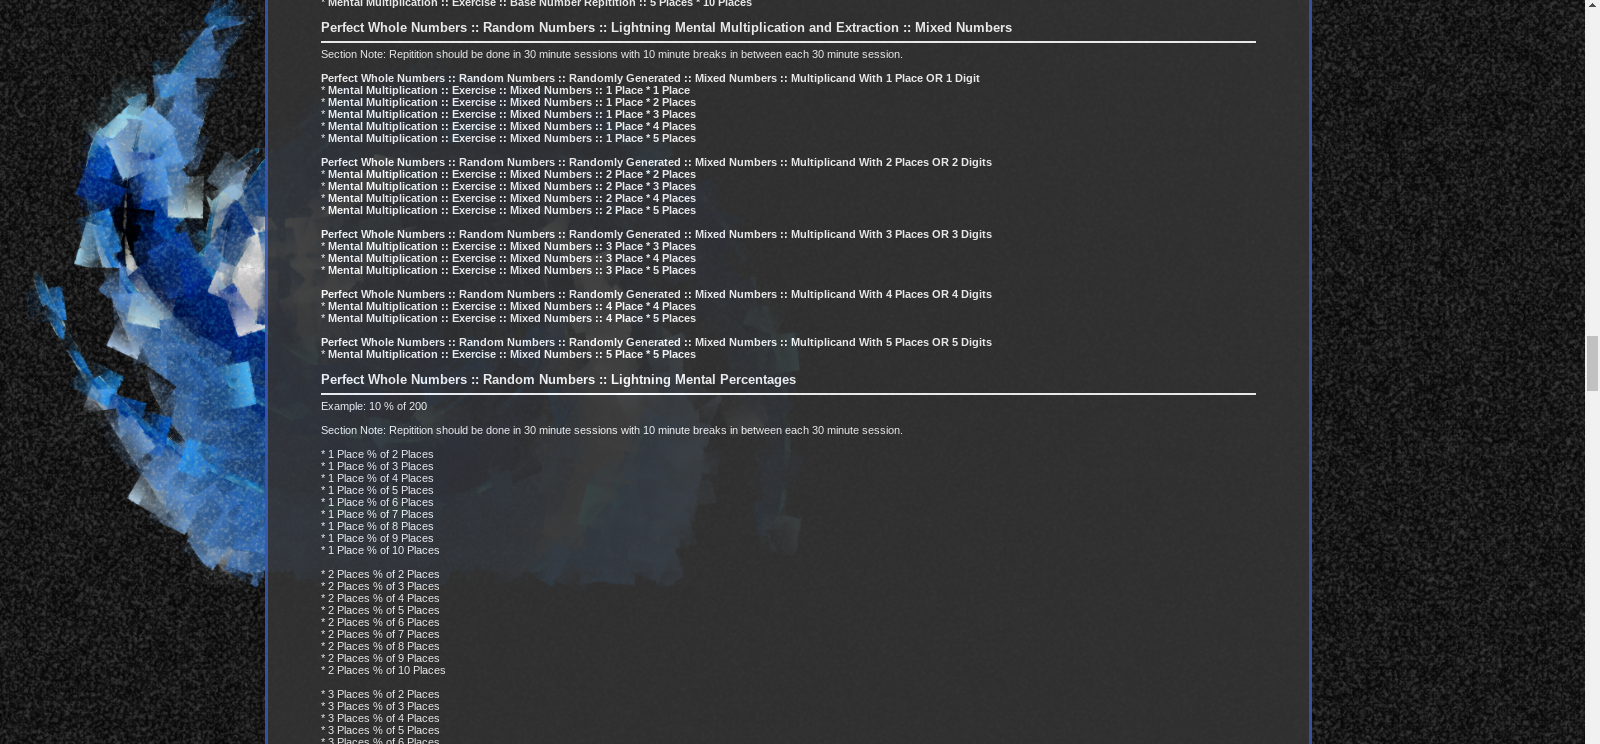 * Mental Multiplication :: Exercise :: Base Number Repitition :: 5 Places * 10 Places
Perfect Whole Numbers :: Random Numbers :: Lightning Mental Multiplication and Extraction :: Mixed Numbers
Section Note: Repitition should be done in 30 minute sessions with 10 minute breaks in between each 30 minute session.
Perfect Whole Numbers :: Random Numbers :: Randomly Generated :: Mixed Numbers :: Multiplicand With 1 Place OR 1 Digit
* Mental Multiplication :: Exercise :: Mixed Numbers :: 1 Place * 1 Place
* Mental Multiplication :: Exercise :: Mixed Numbers :: 1 Place * 2 Places
* Mental Multiplication :: Exercise :: Mixed Numbers :: 1 Place * 3 Places
* Mental Multiplication :: Exercise :: Mixed Numbers :: 1 Place * 4 Places
* Mental Multiplication :: Exercise :: Mixed Numbers :: 1 Place * 5 Places
Perfect Whole Numbers :: Random Numbers :: Randomly Generated :: Mixed Numbers :: Multiplicand With 2 Places OR 2 Digits
* Mental Multiplication :: Exercise :: Mixed Numbers :: 2 Place * 2 Places
* Mental Multiplication :: Exercise :: Mixed Numbers :: 2 Place * 3 Places
* Mental Multiplication :: Exercise :: Mixed Numbers :: 2 Place * 4 Places
* Mental Multiplication :: Exercise :: Mixed Numbers :: 2 Place * 5 Places
Perfect Whole Numbers :: Random Numbers :: Randomly Generated :: Mixed Numbers :: Multiplicand With 3 Places OR 3 Digits
* Mental Multiplication :: Exercise :: Mixed Numbers :: 3 Place * 3 Places
* Mental Multiplication :: Exercise :: Mixed Numbers :: 3 Place * 4 Places
* Mental Multiplication :: Exercise :: Mixed Numbers :: 3 Place * 5 Places
Perfect Whole Numbers :: Random Numbers :: Randomly Generated :: Mixed Numbers :: Multiplicand With 4 Places OR 4 Digits
* Mental Multiplication :: Exercise :: Mixed Numbers :: 4 Place * 4 Places
* Mental Multiplication :: Exercise :: Mixed Numbers :: 4 Place * 5 Places
Perfect Whole Numbers :: Random Numbers :: Randomly Generated :: Mixed Numbers :: Multiplicand With 5 Places OR 5 Digits
* Mental Multiplication :: Exercise :: Mixed Numbers :: 5 Place * 5 Places
Perfect Whole Numbers :: Random Numbers :: Lightning Mental Percentages
Example: 10 % of 200
Section Note: Repitition should be done in 30 minute sessions with 10 minute breaks in between each 30 minute session.
* 1 Place % of 2 Places
* 1 Place % of 3 Places
* 1 Place % of 4 Places
* 1 Place % of 5 Places
* 1 Place % of 6 Places
* 1 Place % of 7 Places
* 1 Place % of 8 Places
* 1 Place % of 9 Places
* 1 Place % of 10 Places
* 2 Places % of 2 Places
* 2 Places % of 3 Places
* 2 Places % of 4 Places
* 2 Places % of 5 Places
* 2 Places % of 6 Places
* 2 Places % of 7 Places
* 2 Places % of 8 Places
* 2 Places % of 9 Places
* 2 Places % of 10 Places
* 3 Places % of 2 Places
* 3 Places % of 3 Places
* 3 Places % of 4 Places
* 3 Places % of 5 Places
* 3 Places % of 6 Places